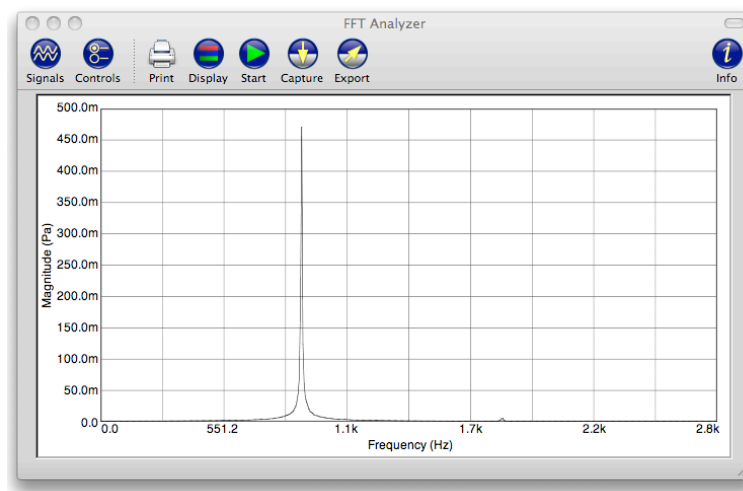 FFT Analyzer
Signals Controls Print Display Start Capture Export Info
500.0m
450.0m
400.0m
350.0m
300.0m
250.0m
200.0m
150.0m
100.0m
50.0m
0.0
Magnitude (Pa)
0.0 551.2 1.1k 1.7k 2.2k 2.8k
Frequency (Hz)